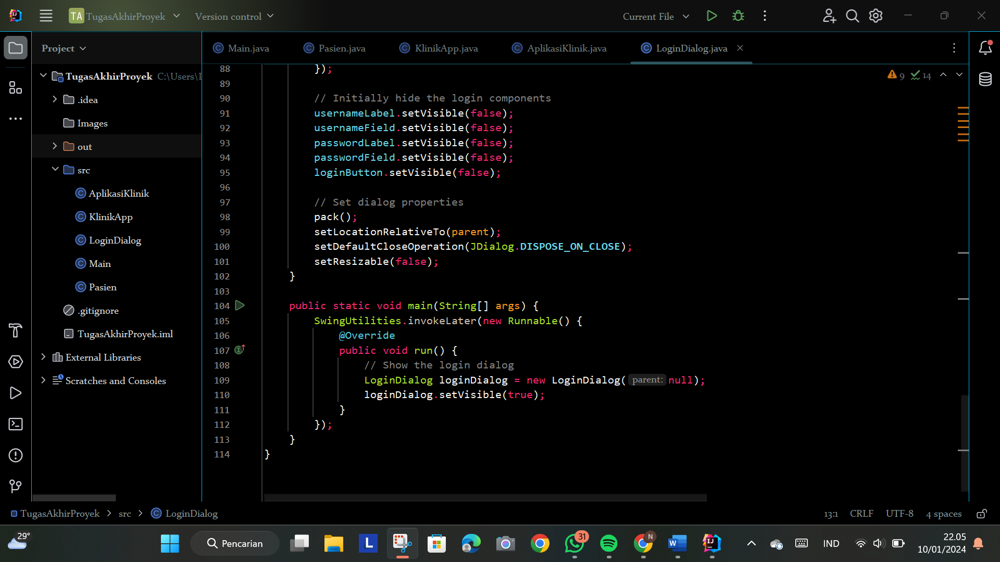 TA TugasAkhirProyek Version control Current File
Project
Main.java Pasien.java KlinikApp.java AplikasiKlinik.java LoginDialog.java
TugasAkhirProyek C:\Users\
.idea
Images
out
src
AplikasiKlinik
KlinikApp
LoginDialog
Main
Pasien
.gitignore
TugasAkhirProyek.iml
External Libraries
Scratches and Consoles
9 14
88 });
89
90 // Initially hide the login components
91 usernameLabel.setVisible(false);
92 usernameField.setVisible(false);
93 passwordLabel.setVisible(false);
94 passwordField.setVisible(false);
95 loginButton.setVisible(false);
96
97 // Set dialog properties
98 pack();
99 setLocationRelativeTo(parent);
100 setDefaultCloseOperation(JDialog.DISPOSE_ON_CLOSE);
101 setResizable(false);
102 }
103
104 public static void main(String[] args) {
105 SwingUtilities.invokeLater(new Runnable() {
106 @Override
107 public void run() {
108 // Show the login dialog
109 LoginDialog loginDialog = new LoginDialog( parent: null);
110 loginDialog.setVisible(true);
111 }
112 });
113 }
114 }
TugasAkhirProyek > src > LoginDialog
13:1 CRLF UTF-8 4 spaces
29°
Pencarian
L
31
N
W
IJ
IND
22.05
10/01/2024